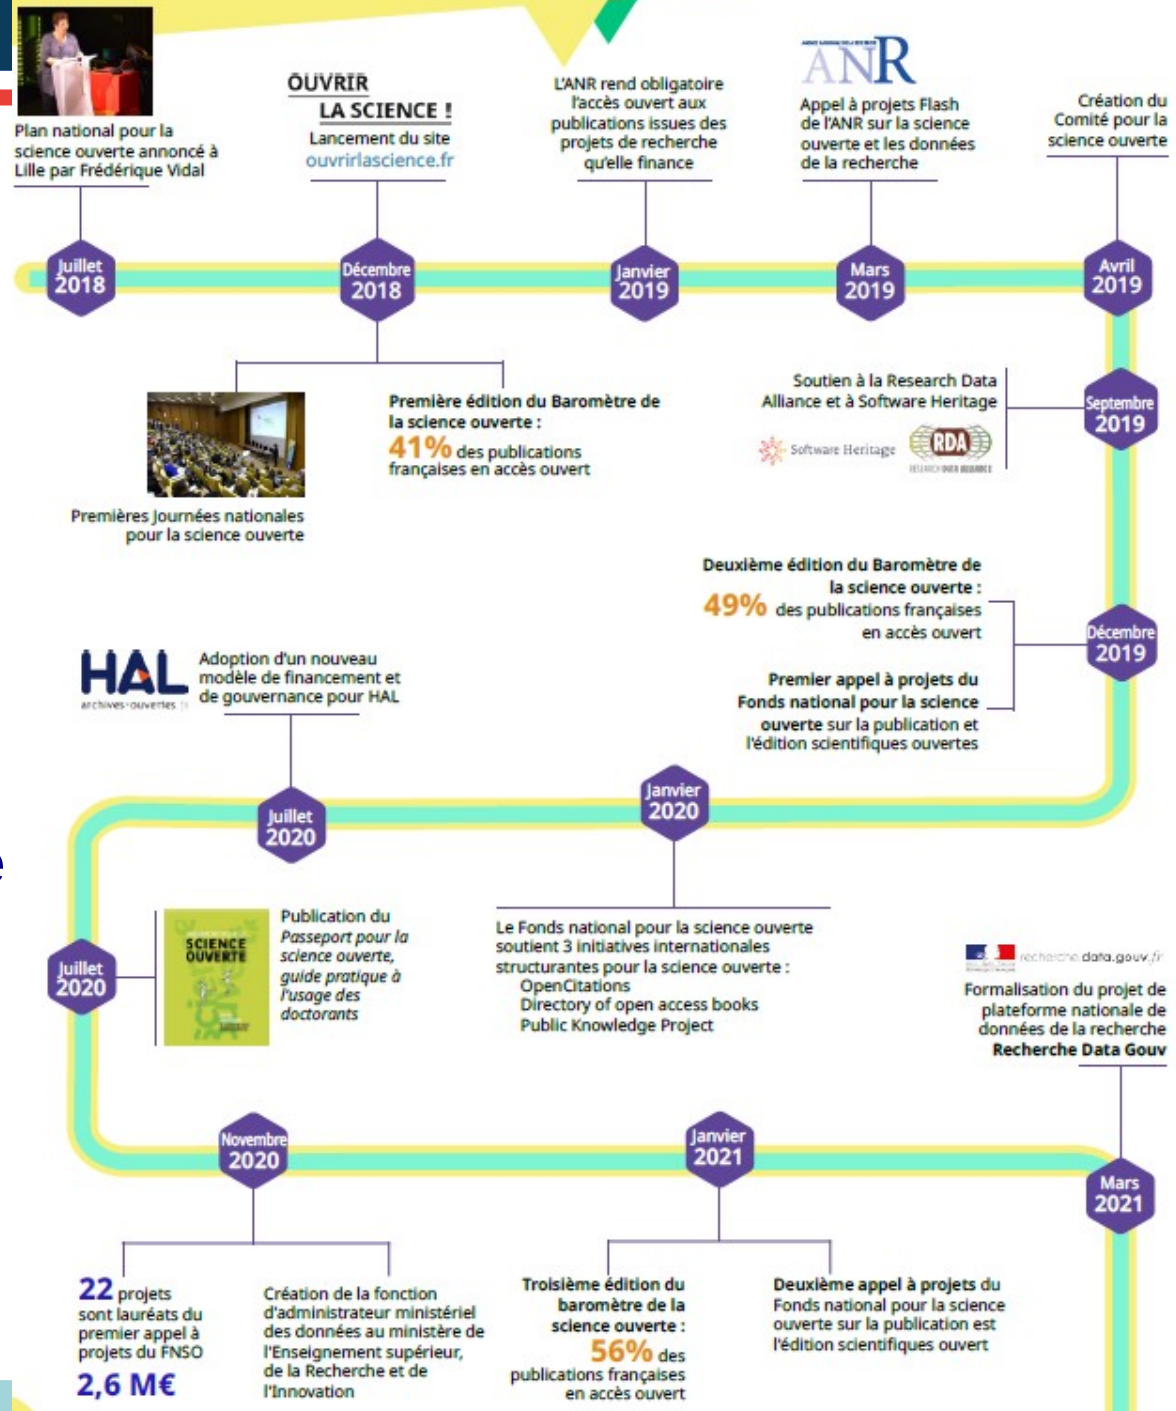 Plan national pour la
science ouverte annoncé à
Lille par Frédérique Vidal
OUVRIR
LA SCIENCE !
Lancement du site
ouvrirlascience.fr
L'ANR rend obligatoire
l'accès ouvert aux
publications issues des
projets de recherche
qu'elle finance
ANR
Appel à projets Flash
de l'ANR sur la science
ouverte et les données
de la recherche
Création du
Comité pour la
science ouverte
Juillet
2018
Décembre
2018
Janvier
2019
Mars
2019
Avril
2019
Premières Journées nationales
pour la science ouverte
Première édition du Baromètre de
la science ouverte :
41% des publications
françaises en accès ouvert
Soutien à la Research Data
Alliance et à Software Heritage
Software Heritage
RDA
RESEARCH DATA ALLIANCE
Septembre
2019
Deuxième édition du Baromètre de
la science ouverte :
49% des publications françaises
en accès ouvert
Premier appel à projets du
Fonds national pour la science
ouverte sur la publication et
l'édition scientifiques ouvertes
Décembre
2019
HAL
archives-ouvertes
Adoption d'un nouveau
modèle de financement et
de gouvernance pour HAL
Juillet
2020
Janvier
2020
Le Fonds national pour la science ouverte
soutient 3 initiatives internationales
structurantes pour la science ouverte :
OpenCitations
Directory of open access books
Public Knowledge Project
e
Juillet
2020
SCIENCE
OUVERTE
Publication du
Passeport pour la
science ouverte,
guide pratique à
l'usage des
doctorants
recherche.data.gouv.fr
Formalisation du projet de
plateforme nationale de
données de la recherche
Recherche Data Gouv
Novembre
2020
Janvier
2021
Mars
2021
22 projets
sont lauréats du
premier appel à
projets du FNSO
2,6 M€
Création de la fonction
d'administrateur ministériel
des données au ministère de
l'Enseignement supérieur,
de la Recherche et de
l'Innovation
Troisième édition du
baromètre de la
science ouverte :
56% des
publications françaises
en accès ouvert
Deuxième appel à projets du
Fonds national pour la science
ouverte sur la publication est
l'édition scientifiques ouvert